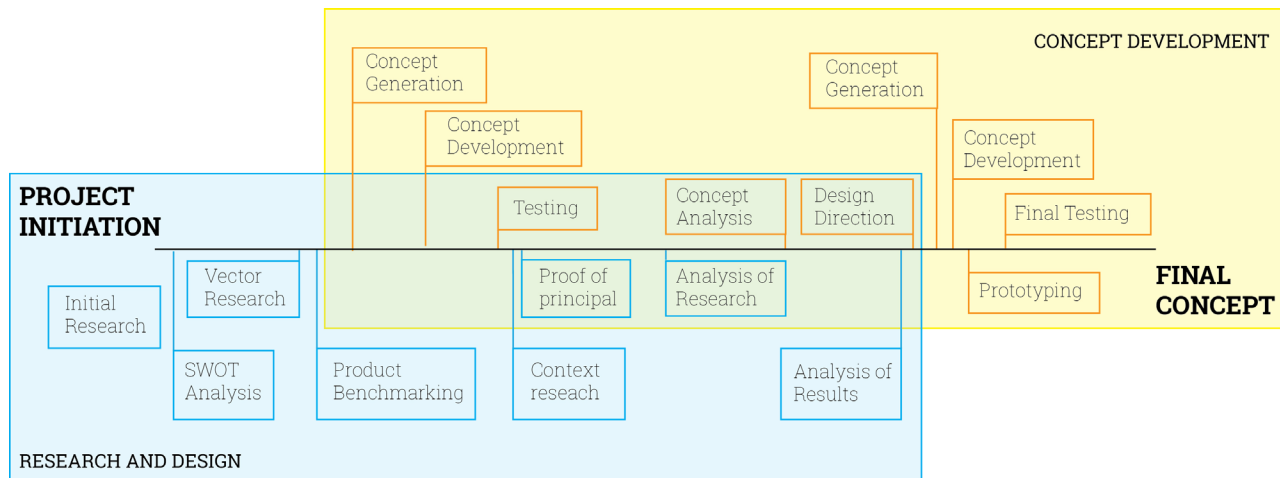 CONCEPT DEVELOPMENT
Concept
Generation
Concept
Generation
Concept
Development
Concept
Development
PROJECT
INITIATION
Testing
Concept
Analysis
Design
Direction
Final Testing
Vector
Research
Proof of
principal
Analysis of
Research
Prototyping
FINAL
CONCEPT
Initial
Research
SWOT
Analysis
Product
Benchmarking
Context
reseach
Analysis of
Results
RESEARCH AND DESIGN